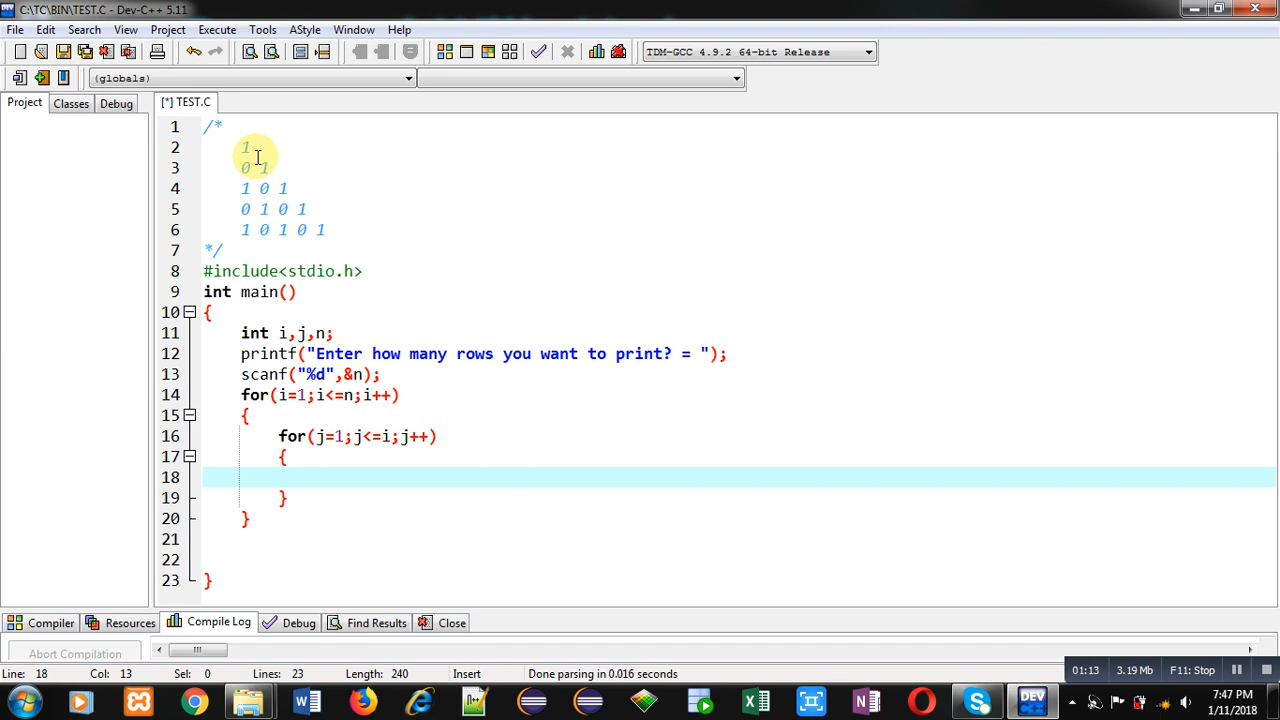 C:\TC\BIN\TEST.C - Dev-C++ 5.11
File Edit Search View Project Execute Tools AStyle Window Help
TDM-GCC 4.9.2 64-bit Release
(globals)
Project Classes Debug [*] TEST.C
1 /*
2 1
3 0 1
4 1 0 1
5 0 1 0 1
6 1 0 1 0 1
7 */
8 #include<stdio.h>
9 int main()
10 {
11 int i,j,n;
12 printf("Enter how many rows you want to print? = ");
13 scanf("%d",&n);
14 for(i=1;i<=n;i++)
15 {
16 for(j=1;j<=i;j++)
17 {
18
19 }
20 }
21
22
23 }
Compiler Resources Compile Log Debug Find Results Close
Abort Compilation
Line: 18 Col: 13 Sel: 0 Lines: 23 Length: 240 Insert Done parsing in 0.016 seconds
01:13 3.19 Mb F11: Stop
7:47 PM
1/11/2018